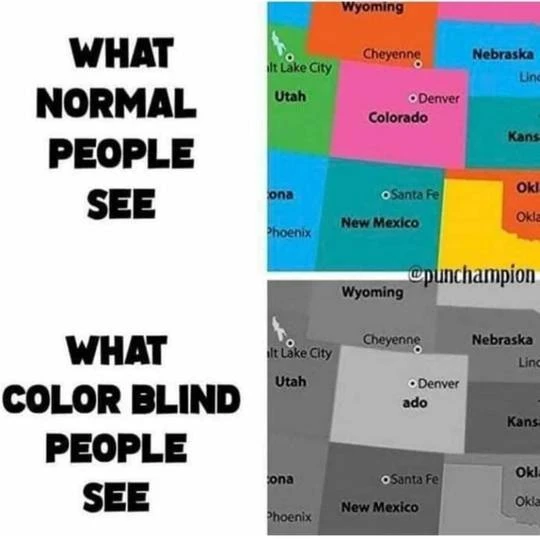 WHAT
NORMAL
PEOPLE
SEE
Wyoming
Cheyenne
Nebraska
lt Lake City
Linc
Utah
Denver
Colorado
Kans
ona
Santa Fe
Okl
New Mexico
Okla
Phoenix
@punchampion
WHAT
COLOR BLIND
PEOPLE
SEE
Wyoming
Cheyenne
Nebraska
lt Lake City
Linc
Utah
Denver
ado
Kans
ona
Santa Fe
Okl
New Mexico
Okla
Phoenix